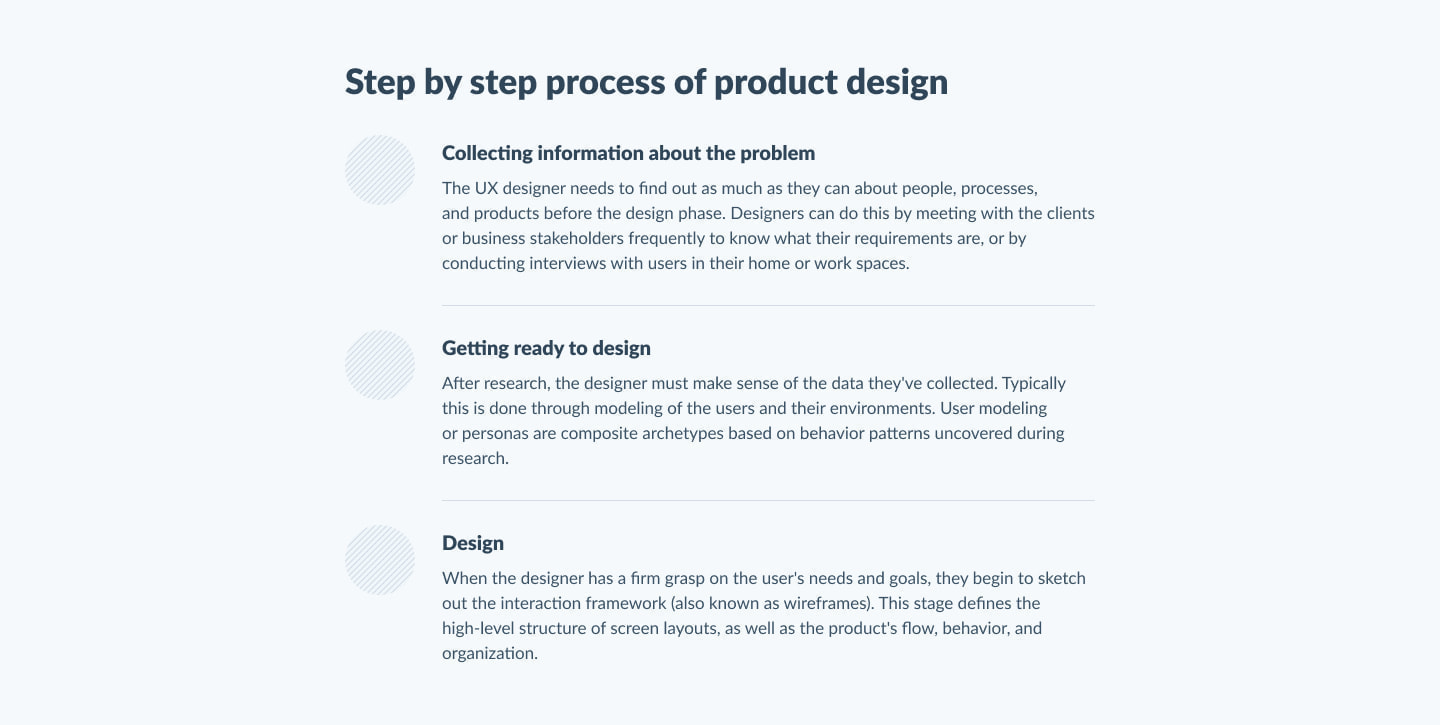 Step by step process of product design
Collecting information about the problem
The UX designer needs to find out as much as they can about people, processes,
and products before the design phase. Designers can do this by meeting with the clients
or business stakeholders frequently to know what their requirements are, or by
conducting interviews with users in their home or work spaces.
Getting ready to design
After research, the designer must make sense of the data they've collected. Typically
this is done through modeling of the users and their environments. User modeling
or personas are composite archetypes based on behavior patterns uncovered during
research.
Design
When the designer has a firm grasp on the user's needs and goals, they begin to sketch
out the interaction framework (also known as wireframes). This stage defines the
high-level structure of screen layouts, as well as the product's flow, behavior, and
organization.